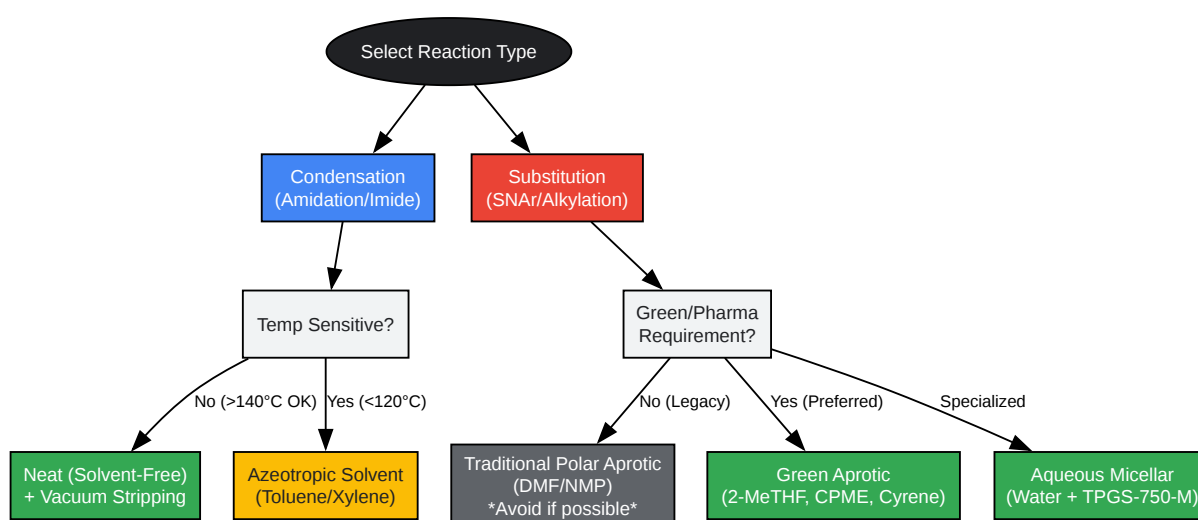 Select Reaction Type
Condensation
(Amidation/Imide)
Substitution
(SNAr/Alkylation)
Temp Sensitive?
Green/Pharma
Requirement?
No (>140°C OK)
Yes (<120°C)
No (Legacy)
Yes (Preferred)
Specialized
Neat (Solvent-Free)
+ Vacuum Stripping
Azeotropic Solvent
(Toluene/Xylene)
Traditional Polar Aprotic
(DMF/NMP)
*Avoid if possible*
Green Aprotic
(2-MeTHF, CPME, Cyrene)
Aqueous Micellar
(Water + TPGS-750-M)